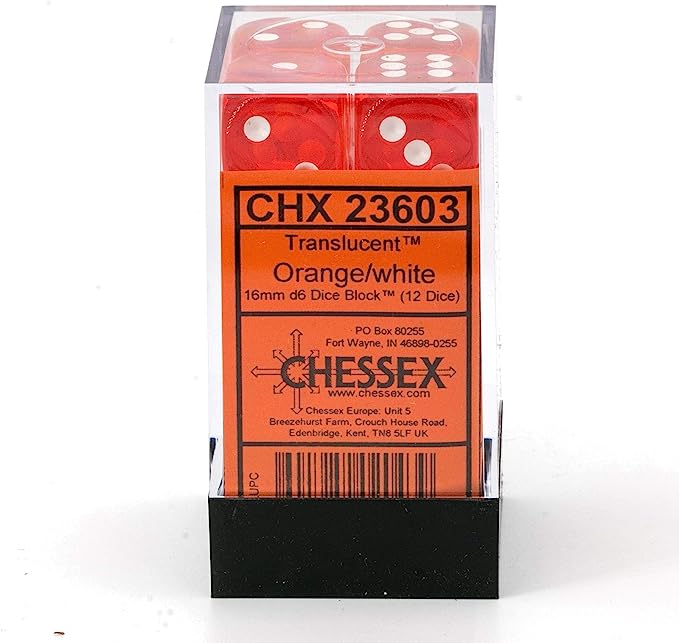 CHX 23603
Translucent™
Orange/white
16mm d6 Dice Block™ (12 Dice)
PO Box 80255
Fort Wayne, IN 46898-0255
CHESSEX
www.chessex.com
Chessex Europe: Unit 5
Breezehurst Farm, Crouch House Road,
Edenbridge, Kent, TN8 5LF UK
UPC